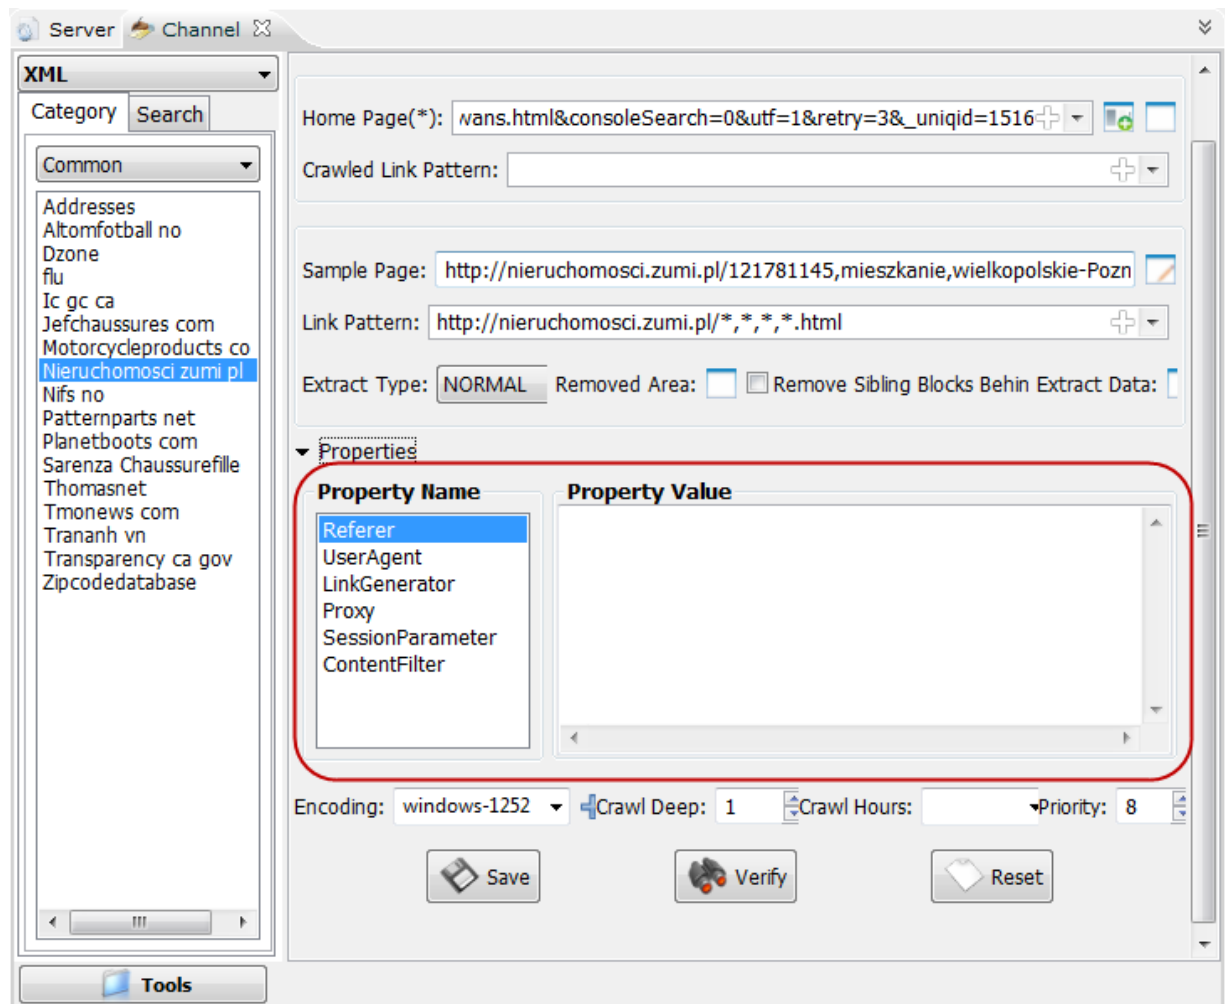 Server Channel
XML
Category Search
Common
Addresses
Altomfotball no
Dzone
flu
Ic gc ca
Jefchaussures com
Motorcycleproducts co
Nieruchomosci zumi pl
Nifs no
Patternparts net
Planetboots com
Sarenza Chaussurefille
Thomasnet
Tmonews com
Trananh vn
Transparency ca gov
Zipcodedatabase
Tools
Home Page(*): wans.html&consoleSearch=0&utf=1&retry=3&_uniqid=1516
Crawled Link Pattern:
Sample Page: http://nieruchomosci.zumi.pl/121781145,mieszkanie,wielkopolskie-Pozn
Link Pattern: http://nieruchomosci.zumi.pl/*,*,*,*.html
Extract Type: NORMAL Removed Area: Remove Sibling Blocks Behin Extract Data:
Properties
Property Name Property Value
Referer
UserAgent
LinkGenerator
Proxy
SessionParameter
ContentFilter
Encoding: windows-1252 Crawl Deep: 1 Crawl Hours: Priority: 8
Save Verify Reset